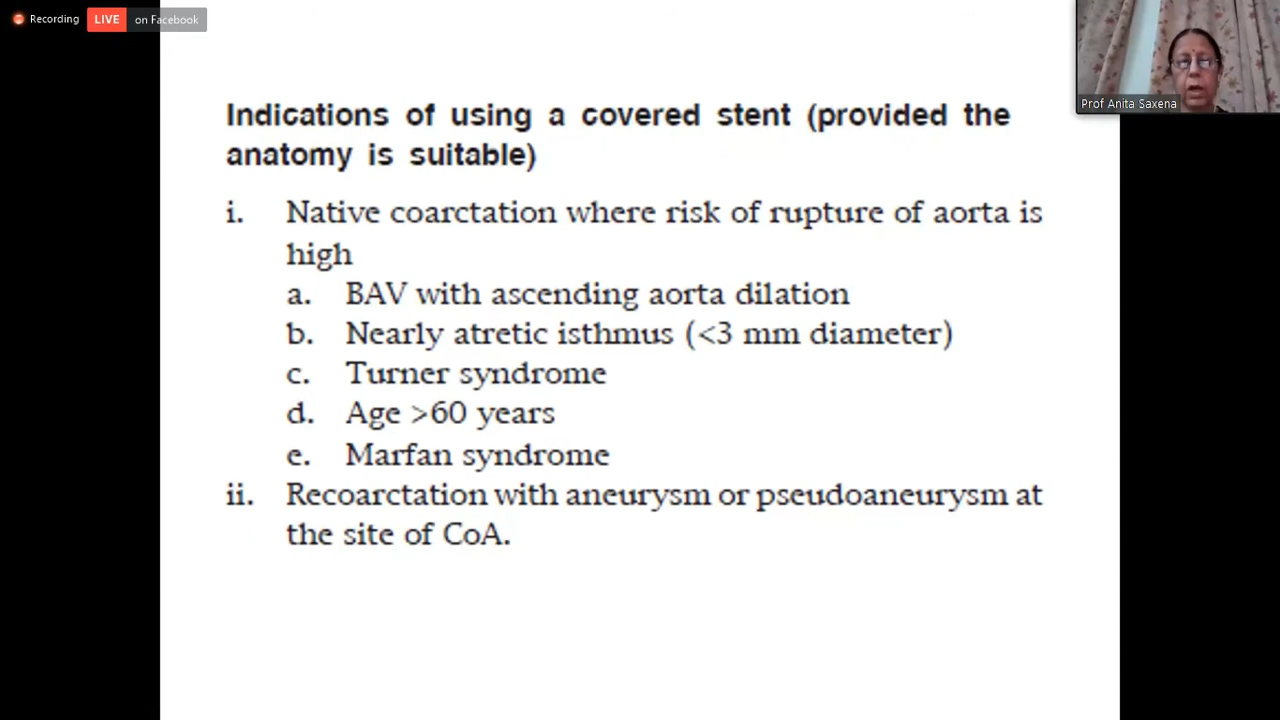 Recording LIVE on Facebook
Prof Anita Saxena
Indications of using a covered stent (provided the
anatomy is suitable)
i. Native coarctation where risk of rupture of aorta is
high
a. BAV with ascending aorta dilation
b. Nearly atretic isthmus (<3 mm diameter)
c. Turner syndrome
d. Age >60 years
e. Marfan syndrome
ii. Recoarctation with aneurysm or pseudoaneurysm at
the site of CoA.